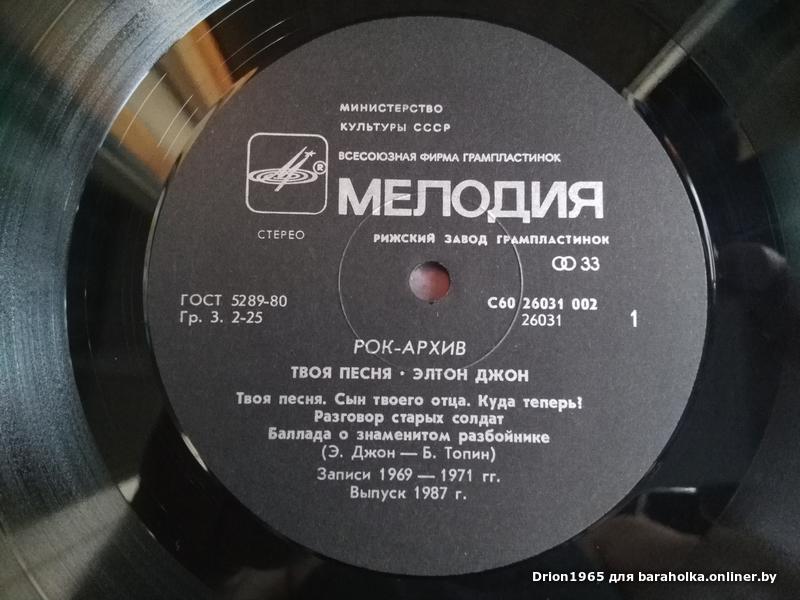 МИНИСТЕРСТВО
КУЛЬТУРЫ СССР
ВСЕСОЮЗНАЯ ФИРМА ГРАМПЛАСТИНОК
®
МЕЛОДИЯ
СТЕРЕО
РИЖСКИЙ ЗАВОД ГРАМПЛАСТИНОК
33
ГОСТ 5289-80
Гр. 3. 2-25
С60 26031 002
26031
1
РОК-АРХИВ
ТВОЯ ПЕСНЯ · ЭЛТОН ДЖОН
Твоя песня. Сын твоего отца. Куда теперь?
Разговор старых солдат
Баллада о знаменитом разбойнике
(Э. Джон — Б. Топин)
Записи 1969 — 1971 гг.
Выпуск 1987 г.
Drion1965 для baraholka.onliner.by